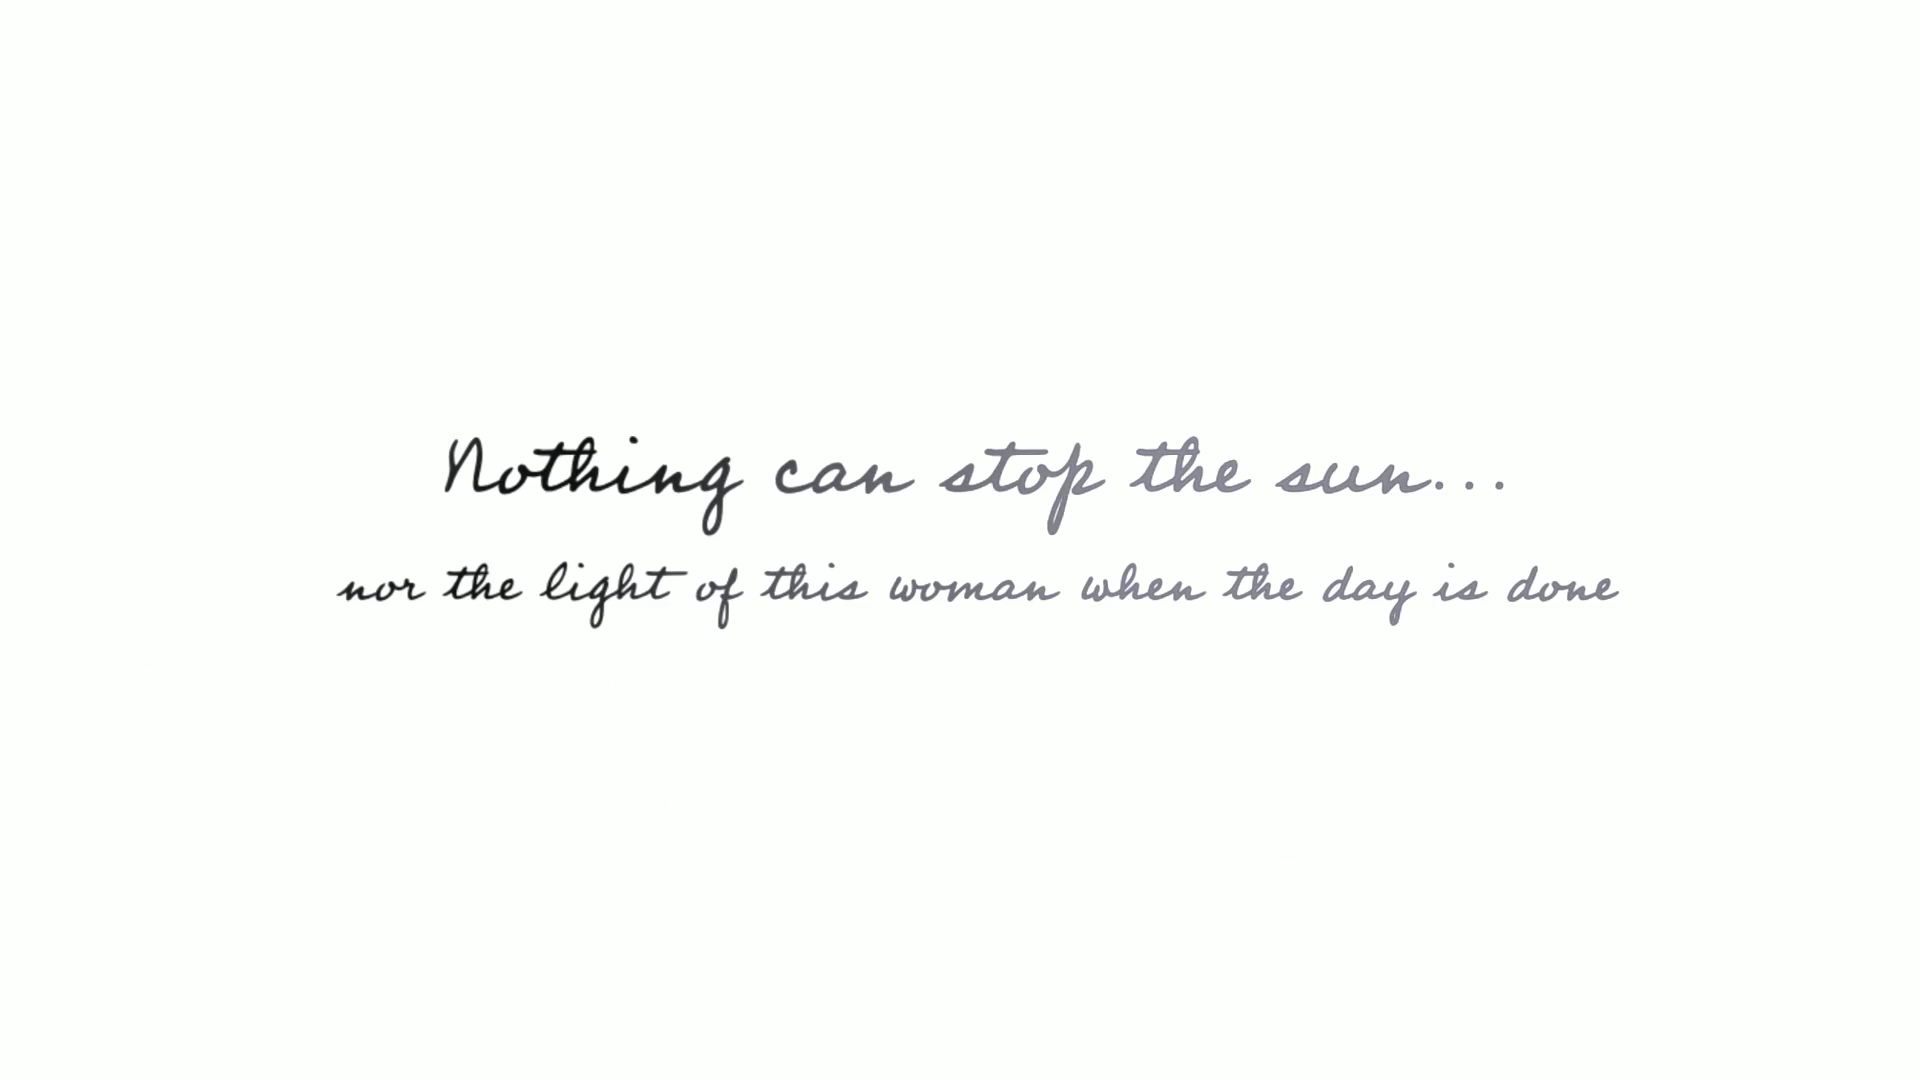 Nothing can stop the sun...
nor the light of this woman when the day is done